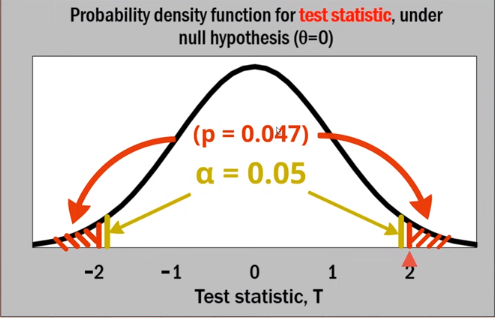 Probability density function for test statistic, under
null hypothesis (θ=0)
(p = 0.047)
α = 0.05
−2 −1 0 1 2
Test statistic, T